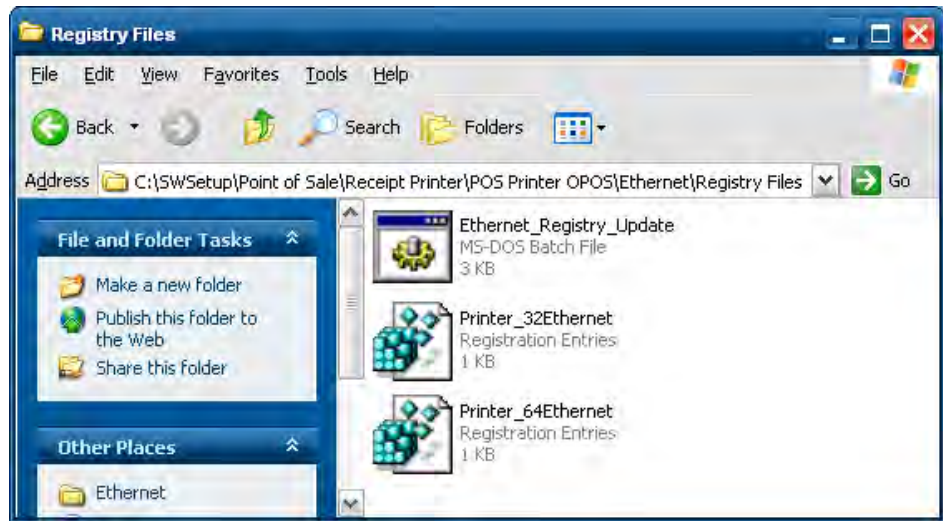 Registry Files
File Edit View Favorites Tools Help
Back Search Folders
Address C:\SWSetup\Point of Sale\Receipt Printer\POS Printer OPOS\Ethernet\Registry Files Go
File and Folder Tasks
Make a new folder
Publish this folder to
the Web
Share this folder
Other Places
Ethernet
Ethernet_Registry_Update
MS-DOS Batch File
3 KB
Printer_32Ethernet
Registration Entries
1 KB
Printer_64Ethernet
Registration Entries
1 KB